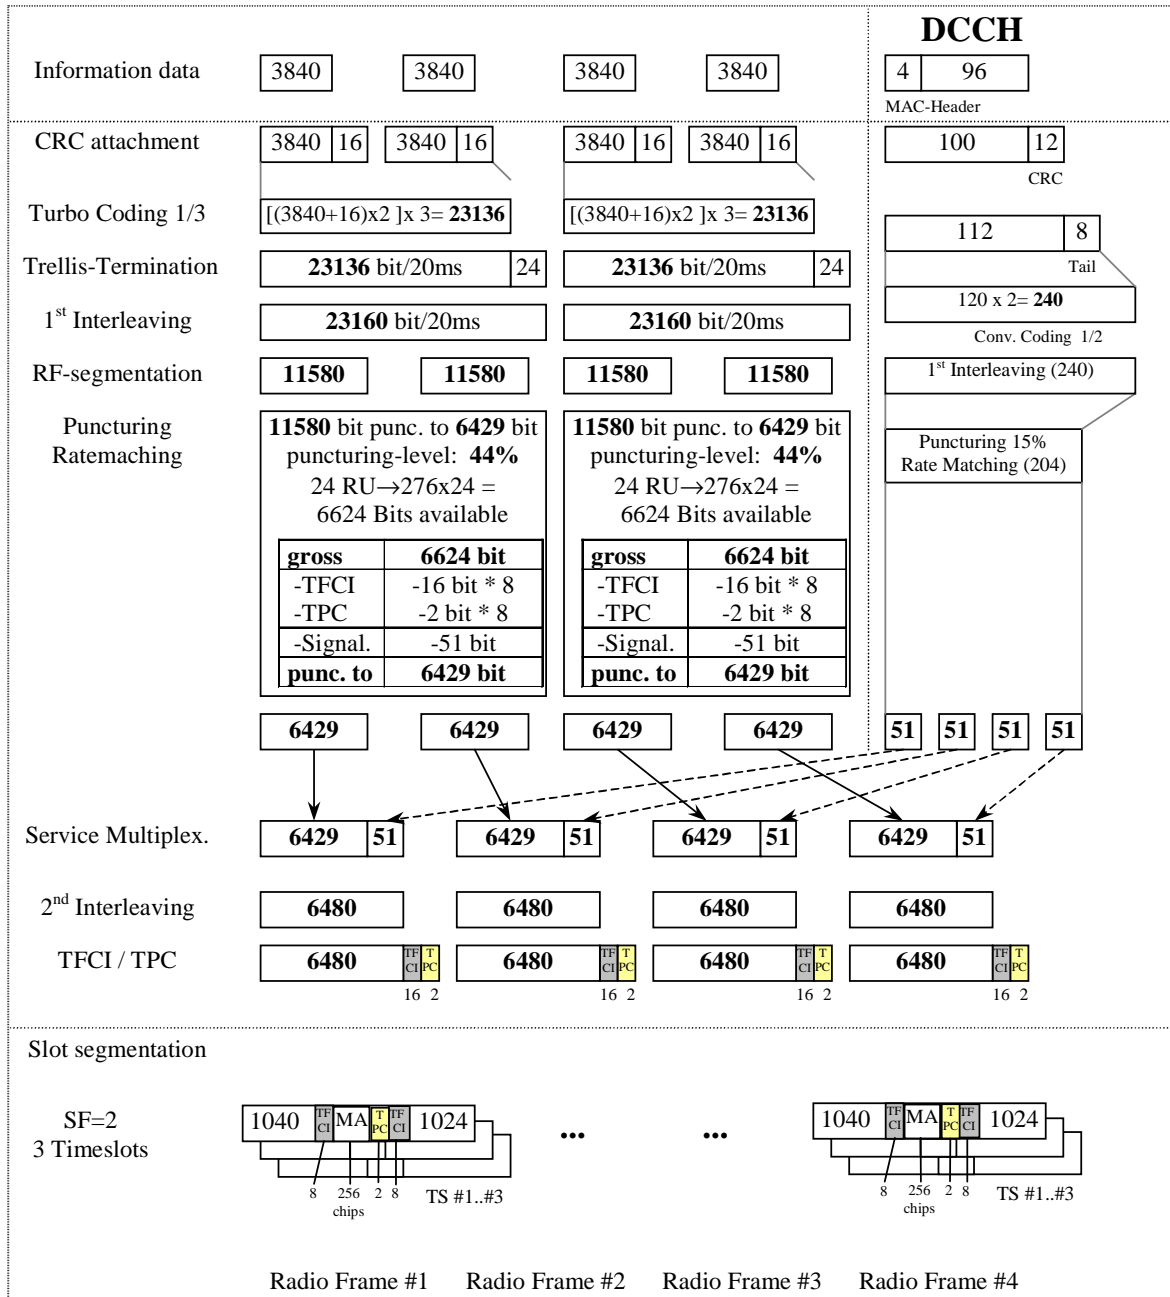 DCCH
Information data 3840 3840 3840 3840 4 96
MAC-Header
CRC attachment 3840 16 3840 16 3840 16 3840 16 100 12
CRC
Turbo Coding 1/3 [(3840+16)x2 ]x 3= 23136 [(3840+16)x2 ]x 3= 23136
112 8
Trellis-Termination 23136 bit/20ms 24 23136 bit/20ms 24
Tail
120 x 2= 240
1st Interleaving 23160 bit/20ms 23160 bit/20ms
Conv. Coding 1/2
RF-segmentation 11580 11580 11580 11580 1st Interleaving (240)
Puncturing
Ratemaching
11580 bit punc. to 6429 bit
puncturing-level: 44%
24 RU→276x24 =
6624 Bits available
gross 6624 bit
-TFCI -16 bit * 8
-TPC -2 bit * 8
-Signal. -51 bit
punc. to 6429 bit
11580 bit punc. to 6429 bit
puncturing-level: 44%
24 RU→276x24 =
6624 Bits available
gross 6624 bit
-TFCI -16 bit * 8
-TPC -2 bit * 8
-Signal. -51 bit
punc. to 6429 bit
Puncturing 15%
Rate Matching (204)
6429 6429 6429 6429 51 51 51 51
Service Multiplex. 6429 51 6429 51 6429 51 6429 51
2nd Interleaving 6480 6480 6480 6480
TFCI / TPC 6480 TF CI T PC 6480 TF CI T PC 6480 TF CI T PC 6480 TF CI T PC
16 2 16 2 16 2 16 2
Slot segmentation
SF=2
3 Timeslots
1040 TF CI MA T PC TF CI 1024 ... ... 1040 TF CI MA T PC TF CI 1024
8 256 chips 2 8 TS #1..#3 8 256 chips 2 8 TS #1..#3
Radio Frame #1 Radio Frame #2 Radio Frame #3 Radio Frame #4